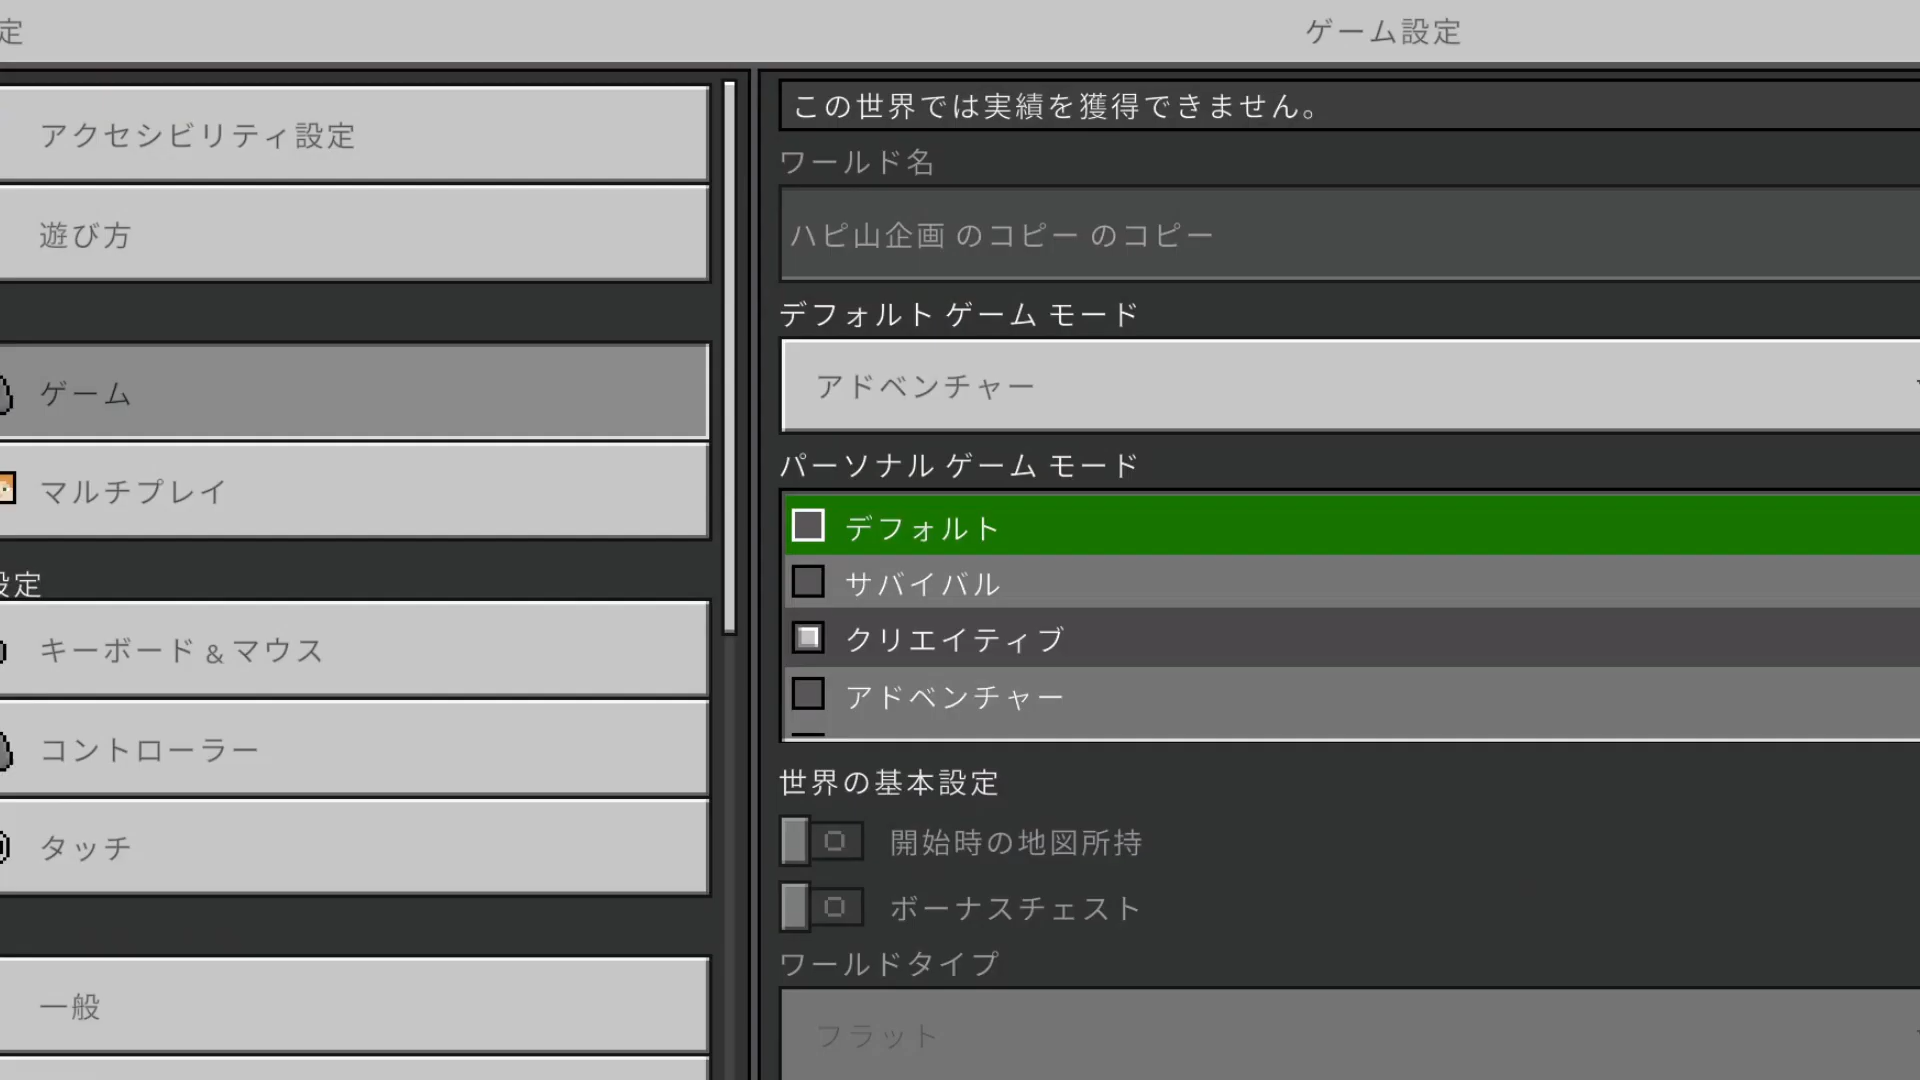 定
ゲーム設定
アクセシビリティ設定
遊び方
ゲーム
マルチプレイ
設定
キーボード & マウス
コントローラー
タッチ
一般
この世界では実績を獲得できません。
ワールド名
ハピ山企画 のコピー のコピー
デフォルト ゲーム モード
アドベンチャー
パーソナル ゲーム モード
デフォルト
サバイバル
クリエイティブ
アドベンチャー
世界の基本設定
開始時の地図所持
ボーナスチェスト
ワールドタイプ
フラット